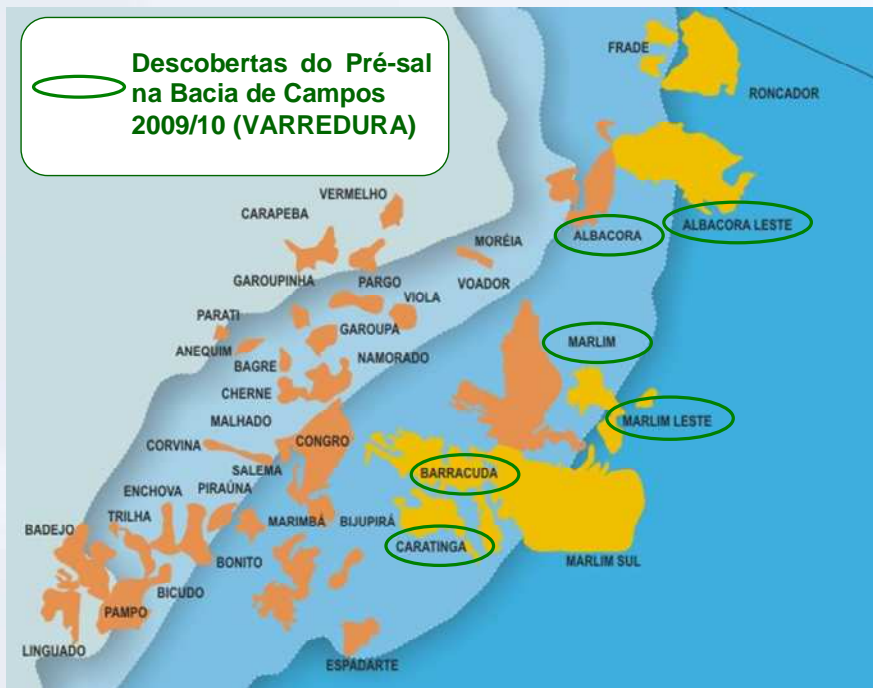 Descobertas do Pré-sal
na Bacia de Campos
2009/10 (VARREDURA)
FRADE
RONCADOR
VERMELHO
CARAPEBA
ALBACORA LESTE
ALBACORA
MORÉIA
GAROUPINHA
PARGO
VOADOR
VIOLA
PARATI
GAROUPA
MARLIM
ANEQUIM
NAMORADO
BAGRE
CHERNE
MALHADO
MARLIM LESTE
CONGRO
CORVINA
SALEMA
BARRACUDA
PIRAÚNA
ENCHOVA
TRILHA
MARIMBÁ
BIJUPIRÁ
BADEJO
CARATINGA
BONITO
MARLIM SUL
BICUDO
PAMPO
LINGUADO
ESPADARTE